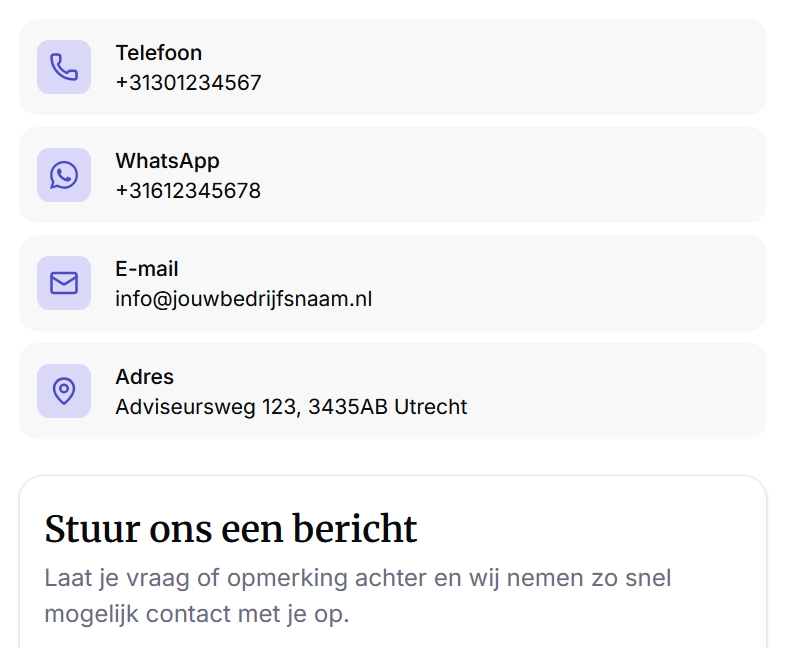 Telefoon
+31301234567
WhatsApp
+31612345678
E-mail
info@jouwbedrijfsnaam.nl
Adres
Adviseursweg 123, 3435AB Utrecht
Stuur ons een bericht
Laat je vraag of opmerking achter en wij nemen zo snel
mogelijk contact met je op.